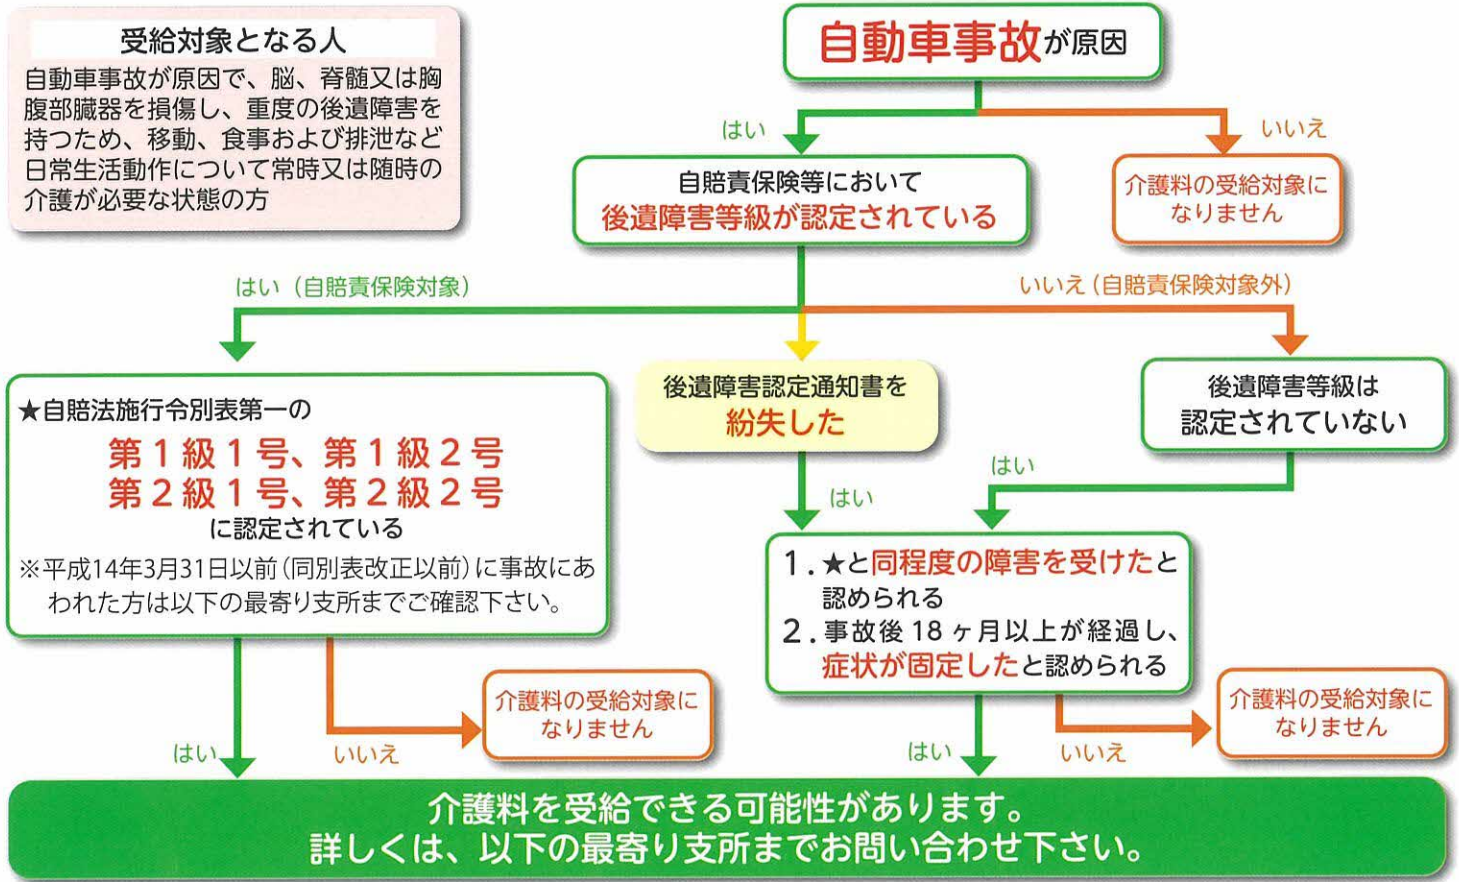 受給対象となる人
自動車事故が原因で、脳、脊髄又は胸
腹部臓器を損傷し、重度の後遺障害を
持つため、移動、食事および排泄など
日常生活動作について常時又は随時の
介護が必要な状態の方
自動車事故が原因
はい
いいえ
自賠責保険等において
後遺障害等級が認定されている
介護料の受給対象に
なりません
はい（自賠責保険対象）
いいえ（自賠責保険対象外）
★自賠法施行令別表第一の
第1級1号、第1級2号
第2級1号、第2級2号
に認定されている
※平成14年3月31日以前（同別表改正以前）に事故にあ
われた方は以下の最寄り支所までご確認下さい。
後遺障害認定通知書を
紛失した
後遺障害等級は
認定されていない
はい
はい
1．★と同程度の障害を受けたと
認められる
2．事故後18ヶ月以上が経過し、
症状が固定したと認められる
はい
いいえ
介護料の受給対象に
なりません
はい
いいえ
介護料の受給対象に
なりません
介護料を受給できる可能性があります。
詳しくは、以下の最寄り支所までお問い合わせ下さい。